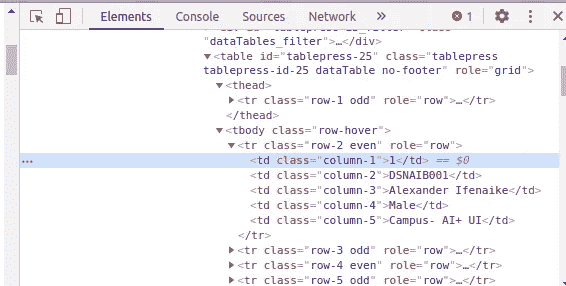 Elements Console Sources Network » 1
"dataTables_filter">…</div>
▼<table id="tablepress-25" class="tablepress
tablepress-id-25 dataTable no-footer" role="grid">
▼<thead>
▶<tr class="row-1 odd" role="row">…</tr>
</thead>
▼<tbody class="row-hover">
▼<tr class="row-2 even" role="row">
… <td class="column-1">1</td> == $0
<td class="column-2">DSNAIB001</td>
<td class="column-3">Alexander Ifenaike</td>
<td class="column-4">Male</td>
<td class="column-5">Campus- AI+ UI</td>
</tr>
▶<tr class="row-3 odd" role="row">…</tr>
▶<tr class="row-4 even" role="row">…</tr>
▶<tr class="row-5 odd" role="row">…</tr>